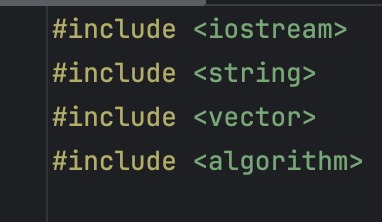 #include <iostream>
#include <string>
#include <vector>
#include <algorithm>